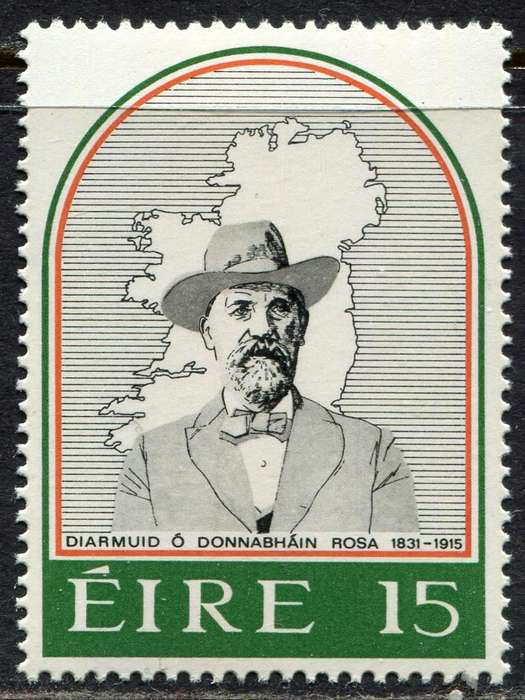 DIARMUID Ó DONNABHÁIN ROSA 1831–1915
ÉIRE 15